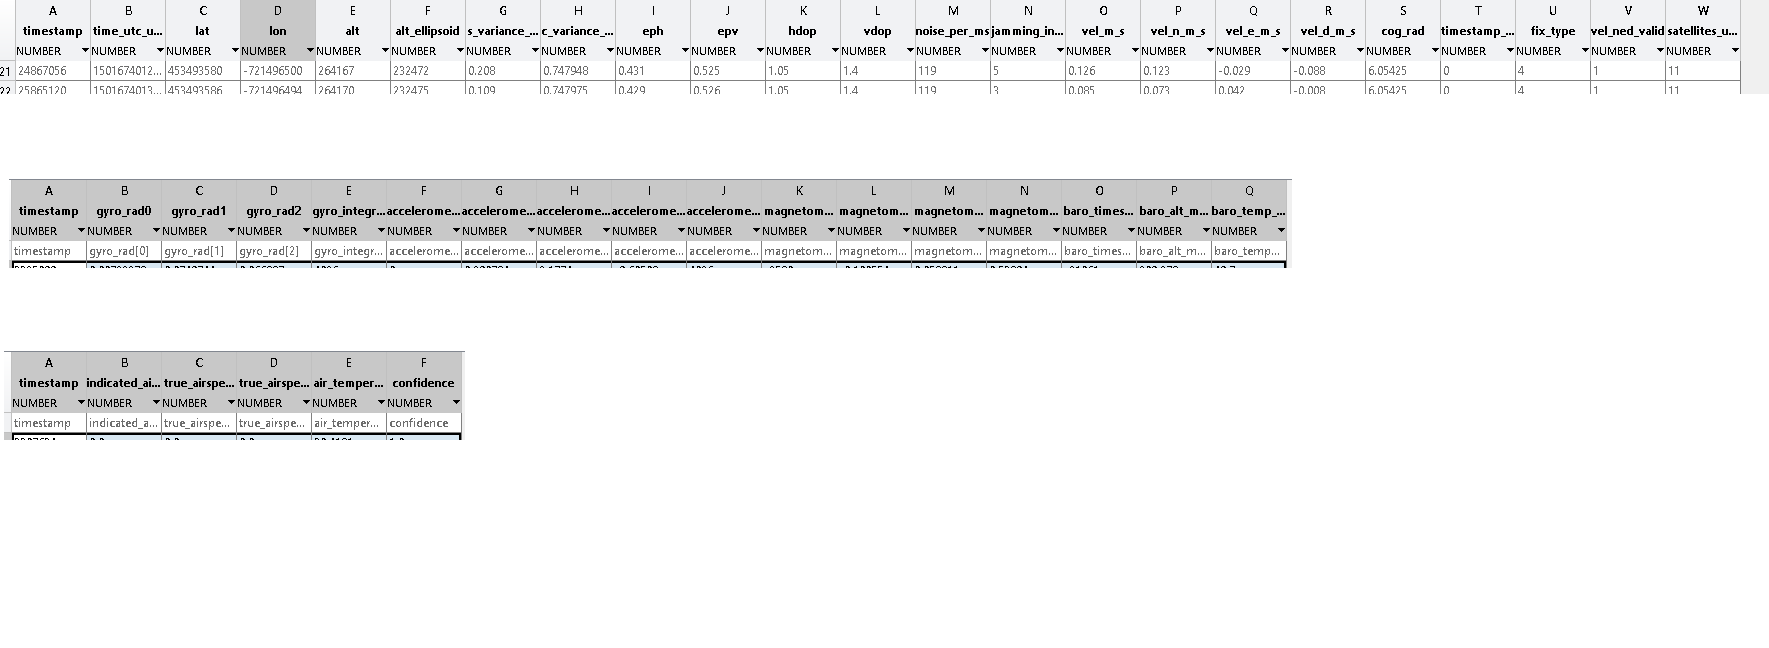 A B C D E F G H I J K L M N O P Q R S T U V W
timestamp time_utc_u... lat lon alt alt_ellipsoid s_variance_... c_variance_... eph epv hdop vdop noise_per_ms jamming_in... vel_m_s vel_n_m_s vel_e_m_s vel_d_m_s cog_rad timestamp_... fix_type vel_ned_valid satellites_u...
NUMBER NUMBER NUMBER NUMBER NUMBER NUMBER NUMBER NUMBER NUMBER NUMBER NUMBER NUMBER NUMBER NUMBER NUMBER NUMBER NUMBER NUMBER NUMBER NUMBER NUMBER NUMBER NUMBER
21 24867056 1501674012... 453493580 -721496500 264167 232472 0.208 0.747948 0.431 0.525 1.05 1.4 119 5 0.126 0.123 -0.029 -0.088 6.05425 0 4 1 11
22 25865120 1501674013... 453493586 -721496494 264170 232475 0.109 0.747975 0.429 0.526 1.05 1.4 119 3 0.085 0.073 0.042 -0.008 6.05425 0 4 1 11
A B C D E F G H I J K L M N O P Q
timestamp gyro_rad0 gyro_rad1 gyro_rad2 gyro_integr... accelerome... accelerome... accelerome... accelerome... accelerome... magnetom... magnetom... magnetom... magnetom... baro_times... baro_alt_m... baro_temp_...
NUMBER NUMBER NUMBER NUMBER NUMBER NUMBER NUMBER NUMBER NUMBER NUMBER NUMBER NUMBER NUMBER NUMBER NUMBER NUMBER NUMBER
timestamp gyro_rad[0] gyro_rad[1] gyro_rad[2] gyro_integr... accelerome... accelerome... accelerome... accelerome... accelerome... magnetom... magnetom... magnetom... magnetom... baro_times... baro_alt_m... baro_temp...
A B C D E F
timestamp indicated_ai... true_airspe... true_airspe... air_temper... confidence
NUMBER NUMBER NUMBER NUMBER NUMBER NUMBER
timestamp indicated_a... true_airspe... true_airspe... air_temper... confidence